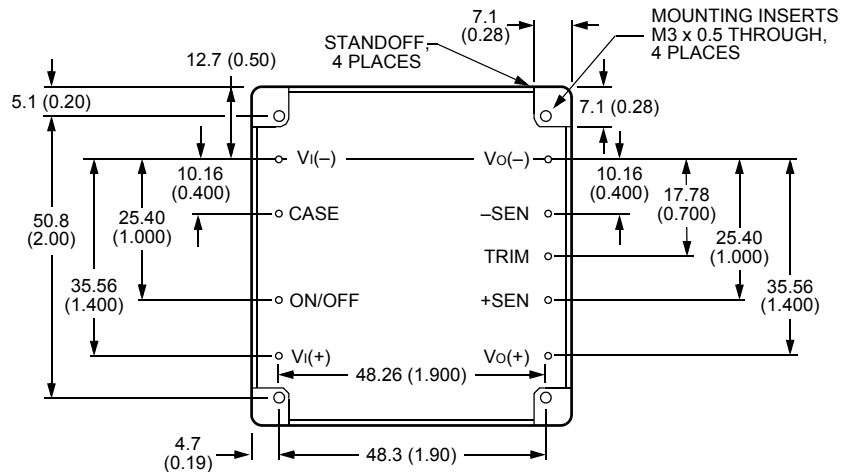 7.1
(0.28)
MOUNTING INSERTS
M3 x 0.5 THROUGH,
4 PLACES
STANDOFF,
4 PLACES
12.7 (0.50)
5.1 (0.20)
7.1 (0.28)
VI(–)
VO(–)
10.16
(0.400)
10.16
(0.400)
17.78
(0.700)
CASE
–SEN
50.8
(2.00)
25.40
(1.000)
25.40
(1.000)
TRIM
35.56
(1.400)
35.56
(1.400)
ON/OFF
+SEN
VI(+)
VO(+)
48.26 (1.900)
4.7
(0.19)
48.3 (1.90)